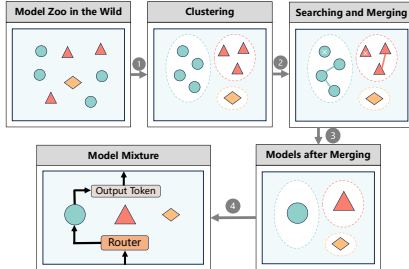 Model Zoo in the Wild
1
Clustering
2
Searching and Merging
3
Models after Merging
4
Model Mixture
Output Token
Router